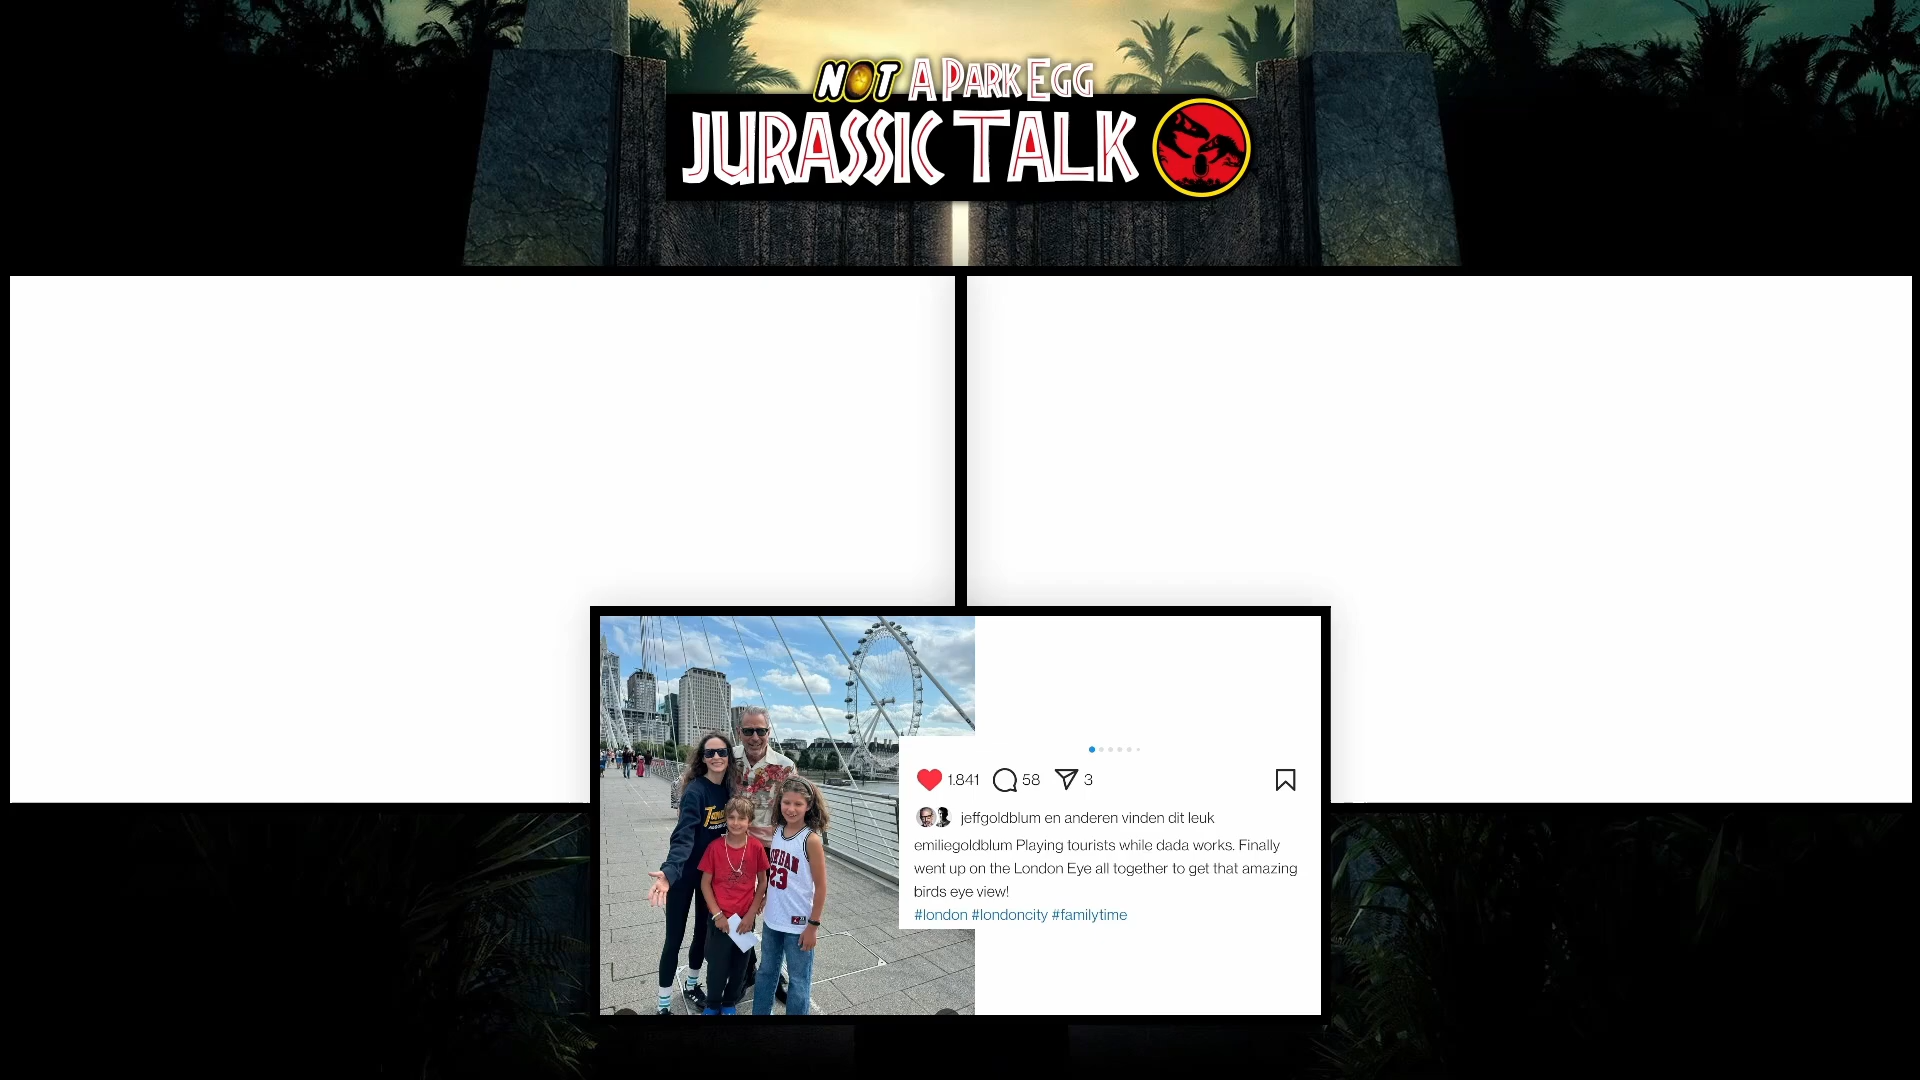 NOT A PARK EGG
JURASSIC TALK
1.841 58 3
jeffgoldblum en anderen vinden dit leuk
emiliegoldblum Playing tourists while dada works. Finally
went up on the London Eye all together to get that amazing
birds eye view!
#london #londoncity #familytime
JORDAN
23